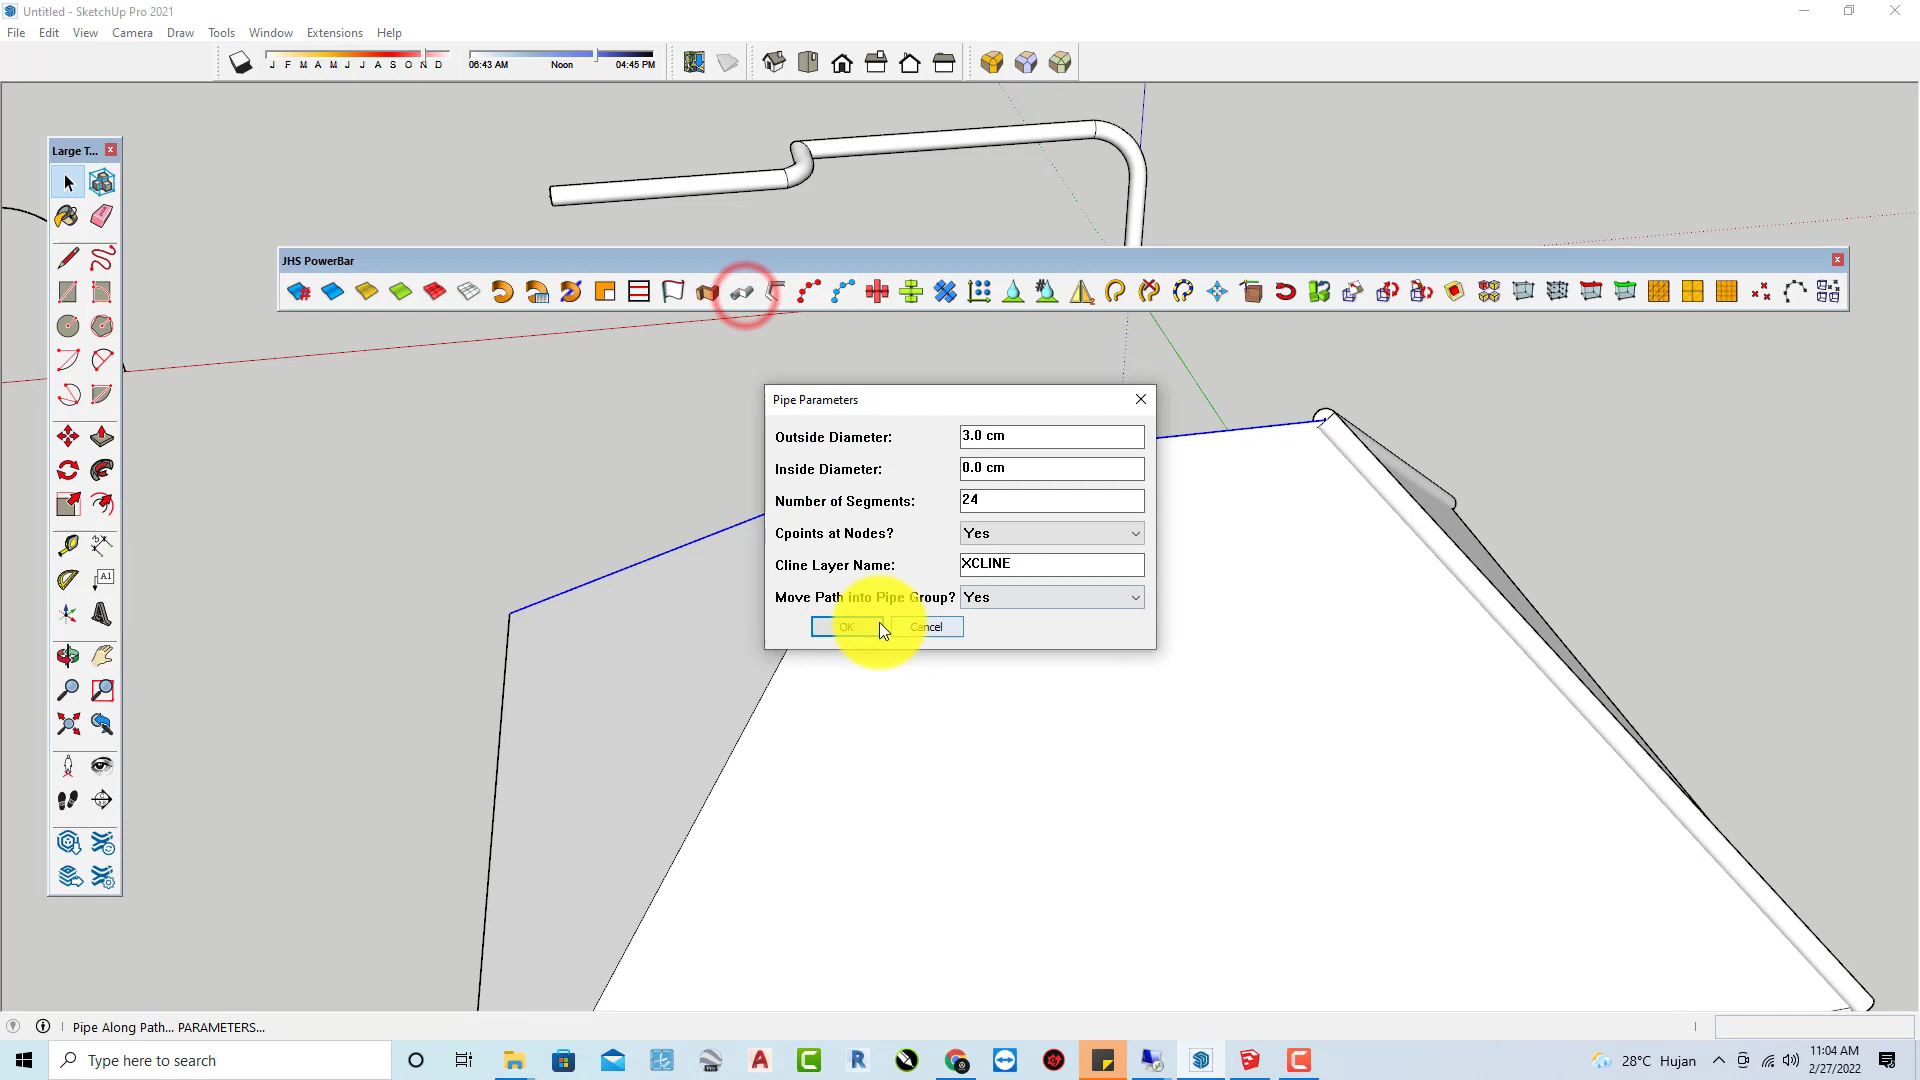 Untitled - SketchUp Pro 2021
File Edit View Camera Draw Tools Window Extensions Help
J F M A M J J A S O N D
06:43 AM Noon 04:45 PM
Large T...
JHS PowerBar
A1
Pipe Parameters
Outside Diameter: 3.0 cm
Inside Diameter: 0.0 cm
Number of Segments: 24
Cpoints at Nodes? Yes
Cline Layer Name: XCLINE
Move Path into Pipe Group? Yes
OK Cancel
Pipe Along Path... PARAMETERS...
Type here to search
28°C Hujan
11:04 AM
2/27/2022